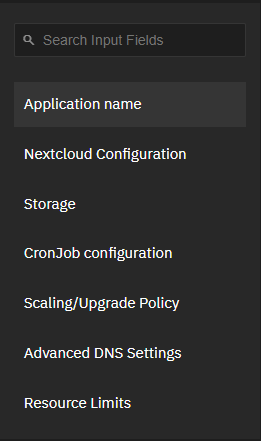 Search Input Fields
Application name
Nextcloud Configuration
Storage
CronJob configuration
Scaling/Upgrade Policy
Advanced DNS Settings
Resource Limits